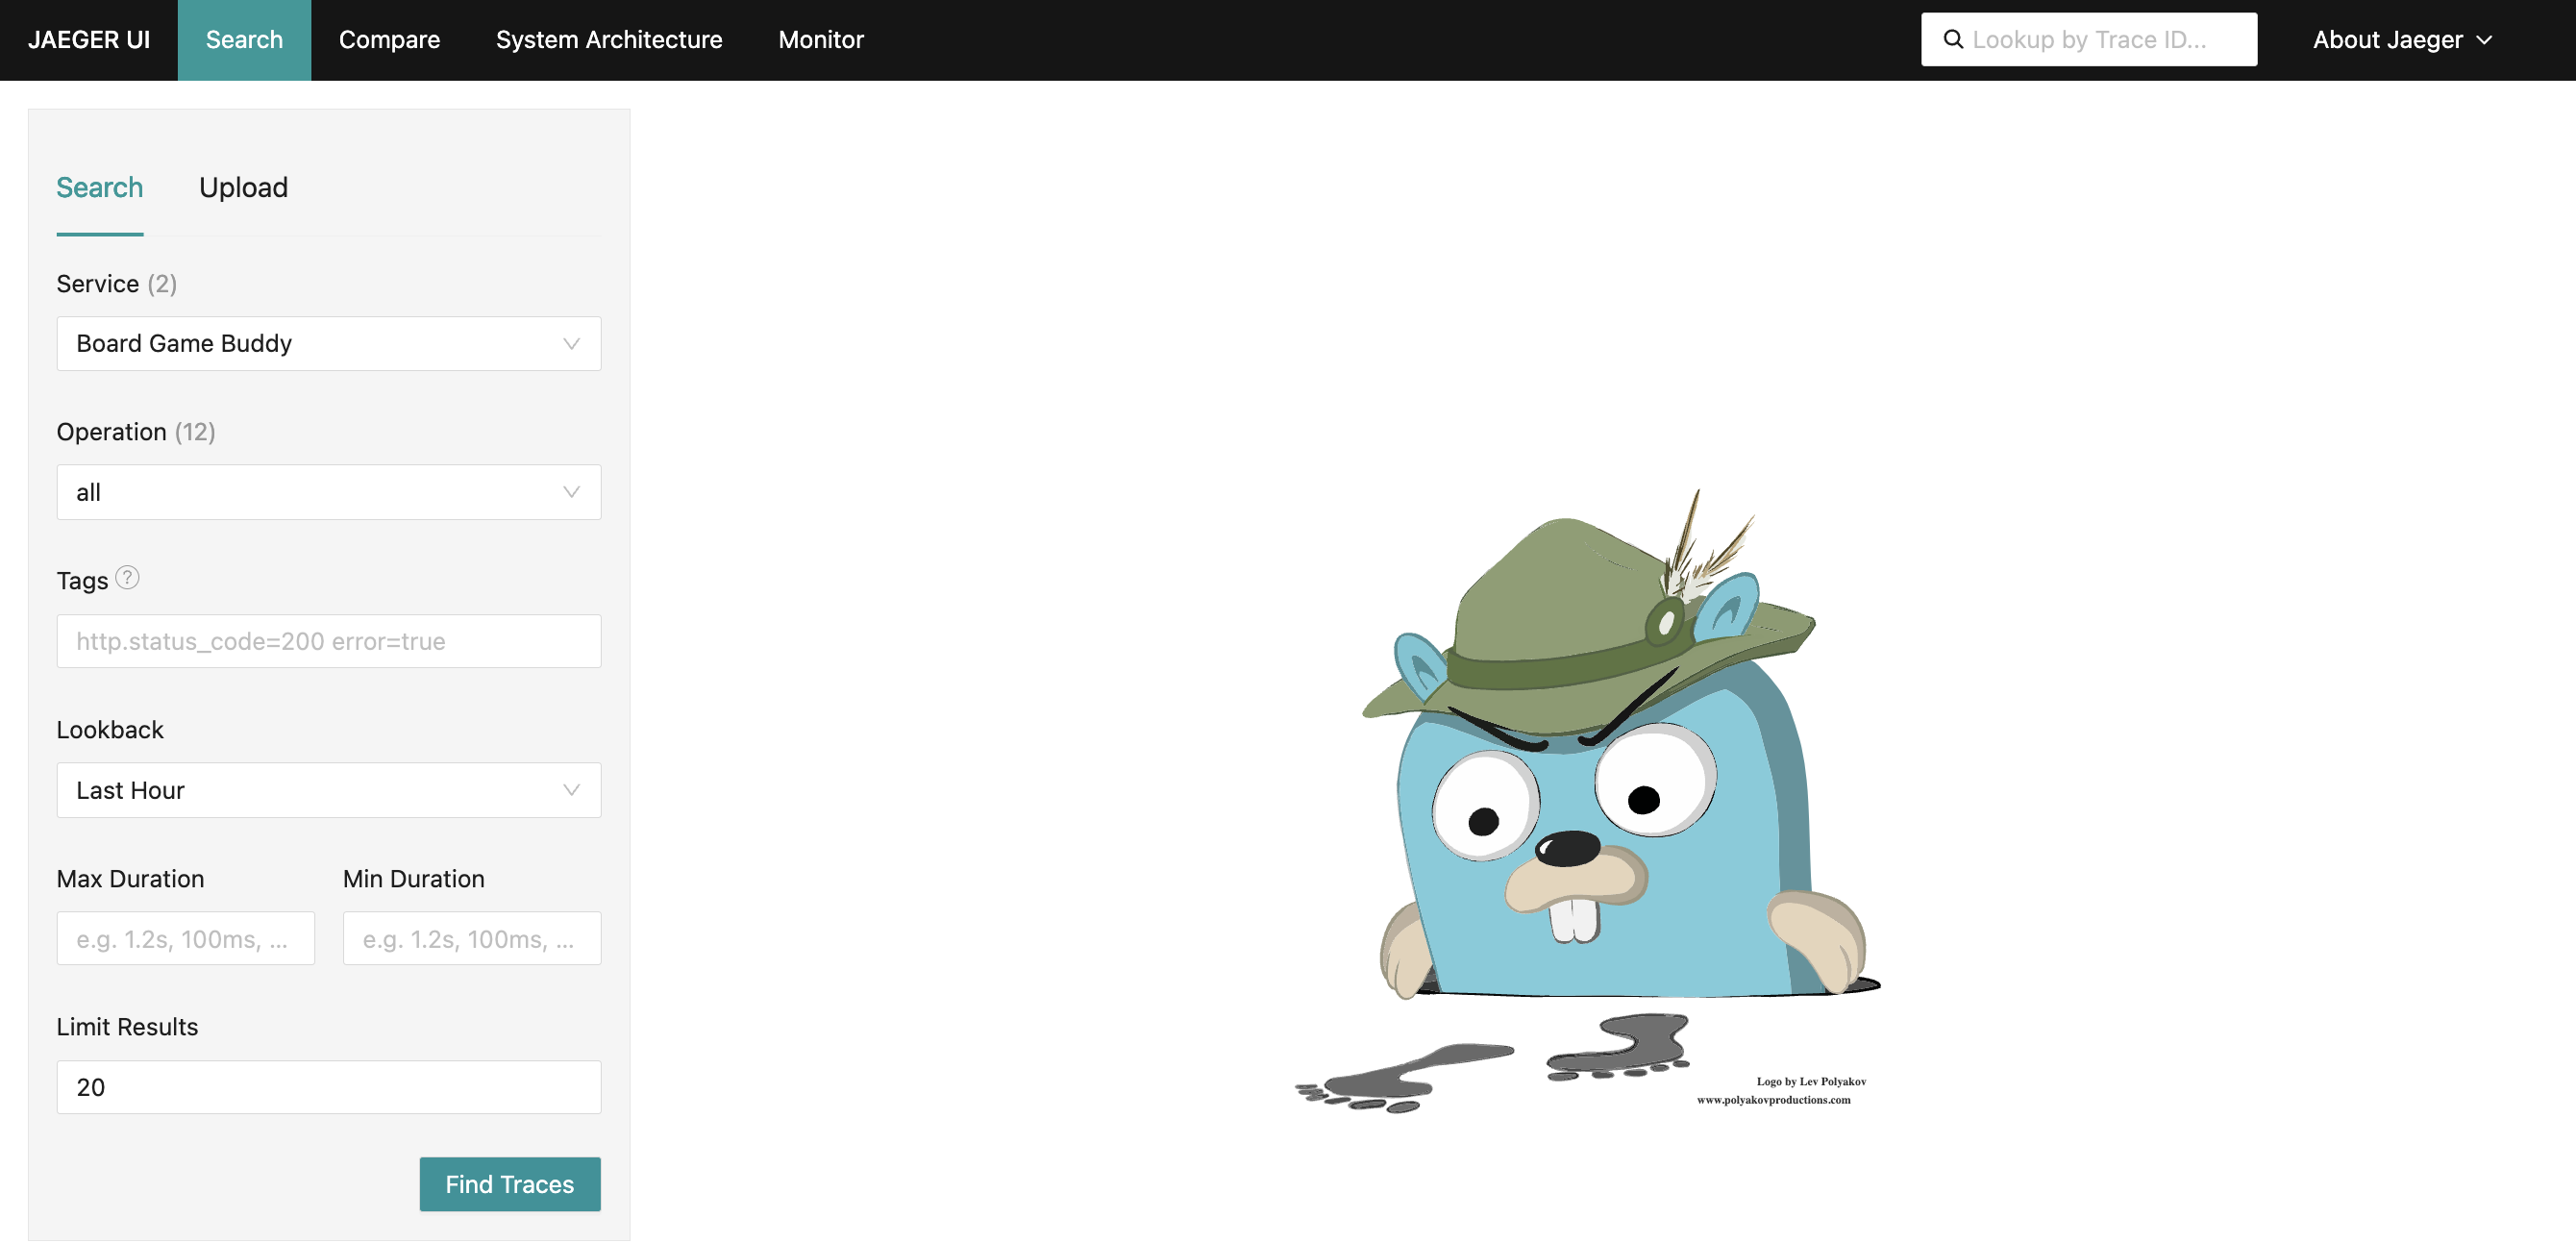 JAEGER UI Search Compare System Architecture Monitor Lookup by Trace ID... About Jaeger
Search Upload
Service (2)
Board Game Buddy
Operation (12)
all
Tags ?
http.status_code=200 error=true
Lookback
Last Hour
Max Duration Min Duration
e.g. 1.2s, 100ms, ... e.g. 1.2s, 100ms, ...
Limit Results
20
Find Traces
Logo by Lev Polyakov
www.polyakovproductions.com